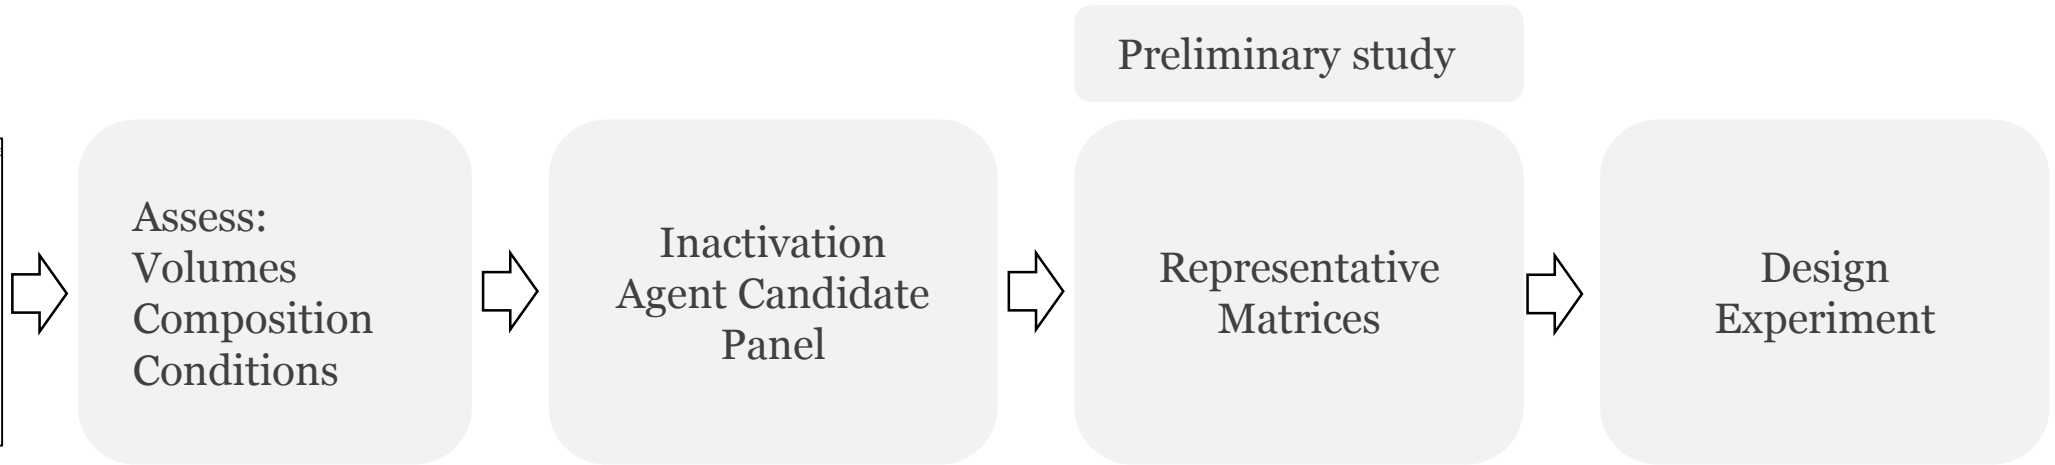 Preliminary study
Assess:
Volumes
Composition
Conditions
Inactivation
Agent Candidate
Panel
Representative
Matrices
Design
Experiment